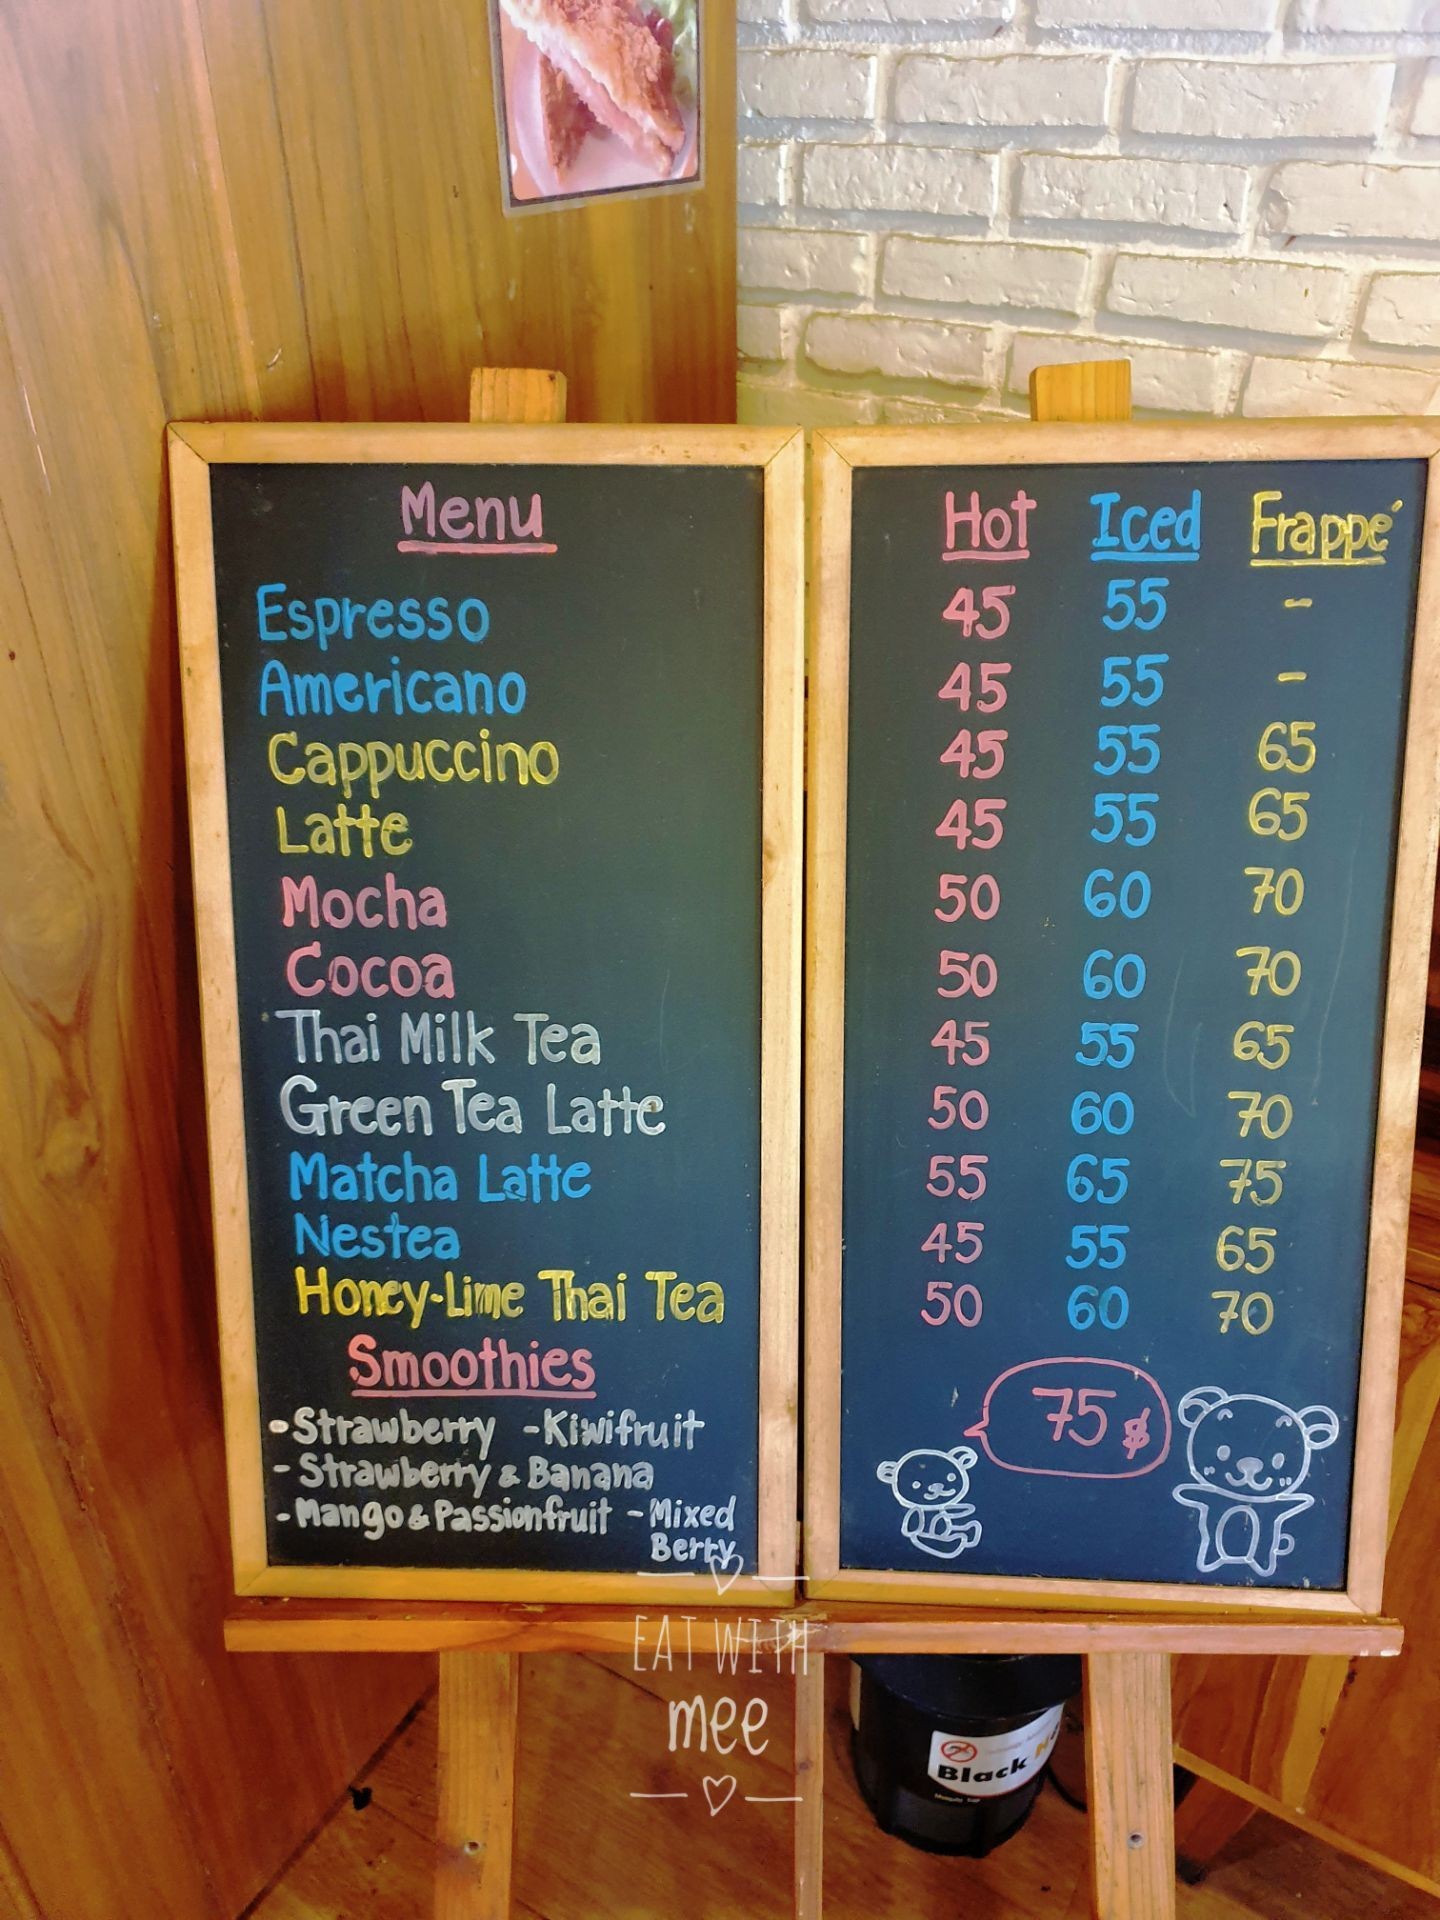 Menu
Espresso
Americano
Cappuccino
Latte
Mocha
Cocoa
Thai Milk Tea
Green Tea Latte
Matcha Latte
Nestea
Honey-Lime Thai Tea
Smoothies
-Strawberry -Kiwifruit
-Strawberry & Banana
-Mango & Passionfruit -Mixed
Berry
Hot Iced Frappé
45 55 -
45 55 -
45 55 65
45 55 65
50 60 70
50 60 70
45 55 65
50 60 70
55 65 75
45 55 65
50 60 70
75 ฿
EAT WITH
mee
Black